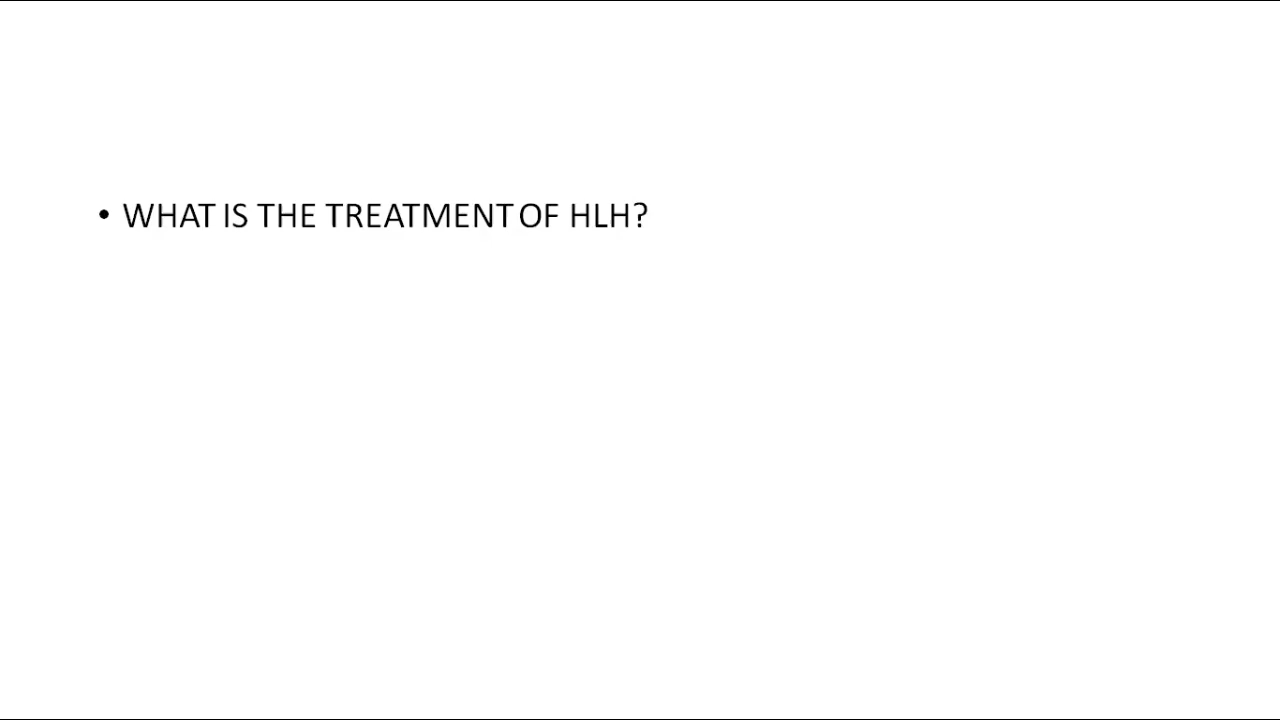 • WHAT IS THE TREATMENT OF HLH?